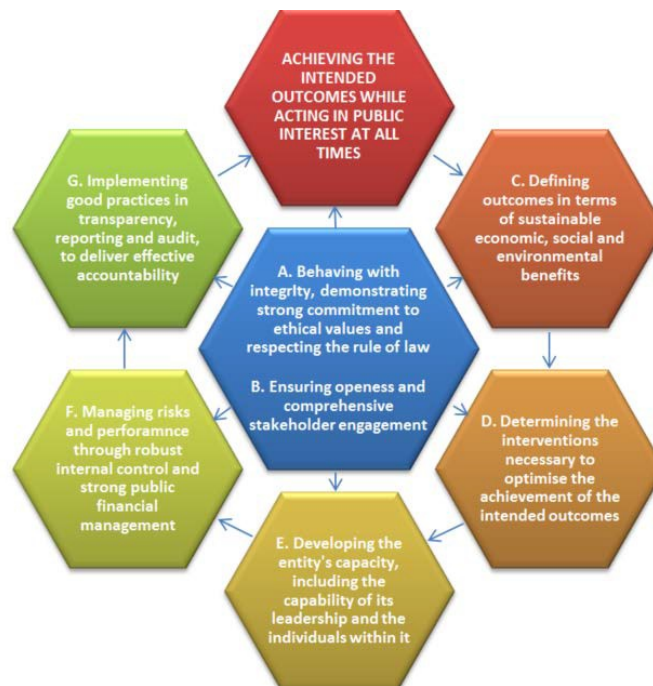 ACHIEVING THE
INTENDED
OUTCOMES WHILE
ACTING IN PUBLIC
INTEREST AT ALL
TIMES
G. Implementing
good practices in
transparency,
reporting and audit,
to deliver effective
accountability
C. Defining
outcomes in terms
of sustainable
economic, social and
environmental
benefits
A. Behaving with
integrIty, demonstrating
strong commitment to
ethical values and
respecting the rule of law
B. Ensuring openess and
comprehensive
stakeholder engagement
F. Managing risks
and perforamnce
through robust
internal control and
strong public
financial
management
D. Determining the
interventions
necessary to
optimise the
achievement of the
intended outcomes
E. Developing the
entity's capacity,
including the
capability of its
leadership and the
individuals within it